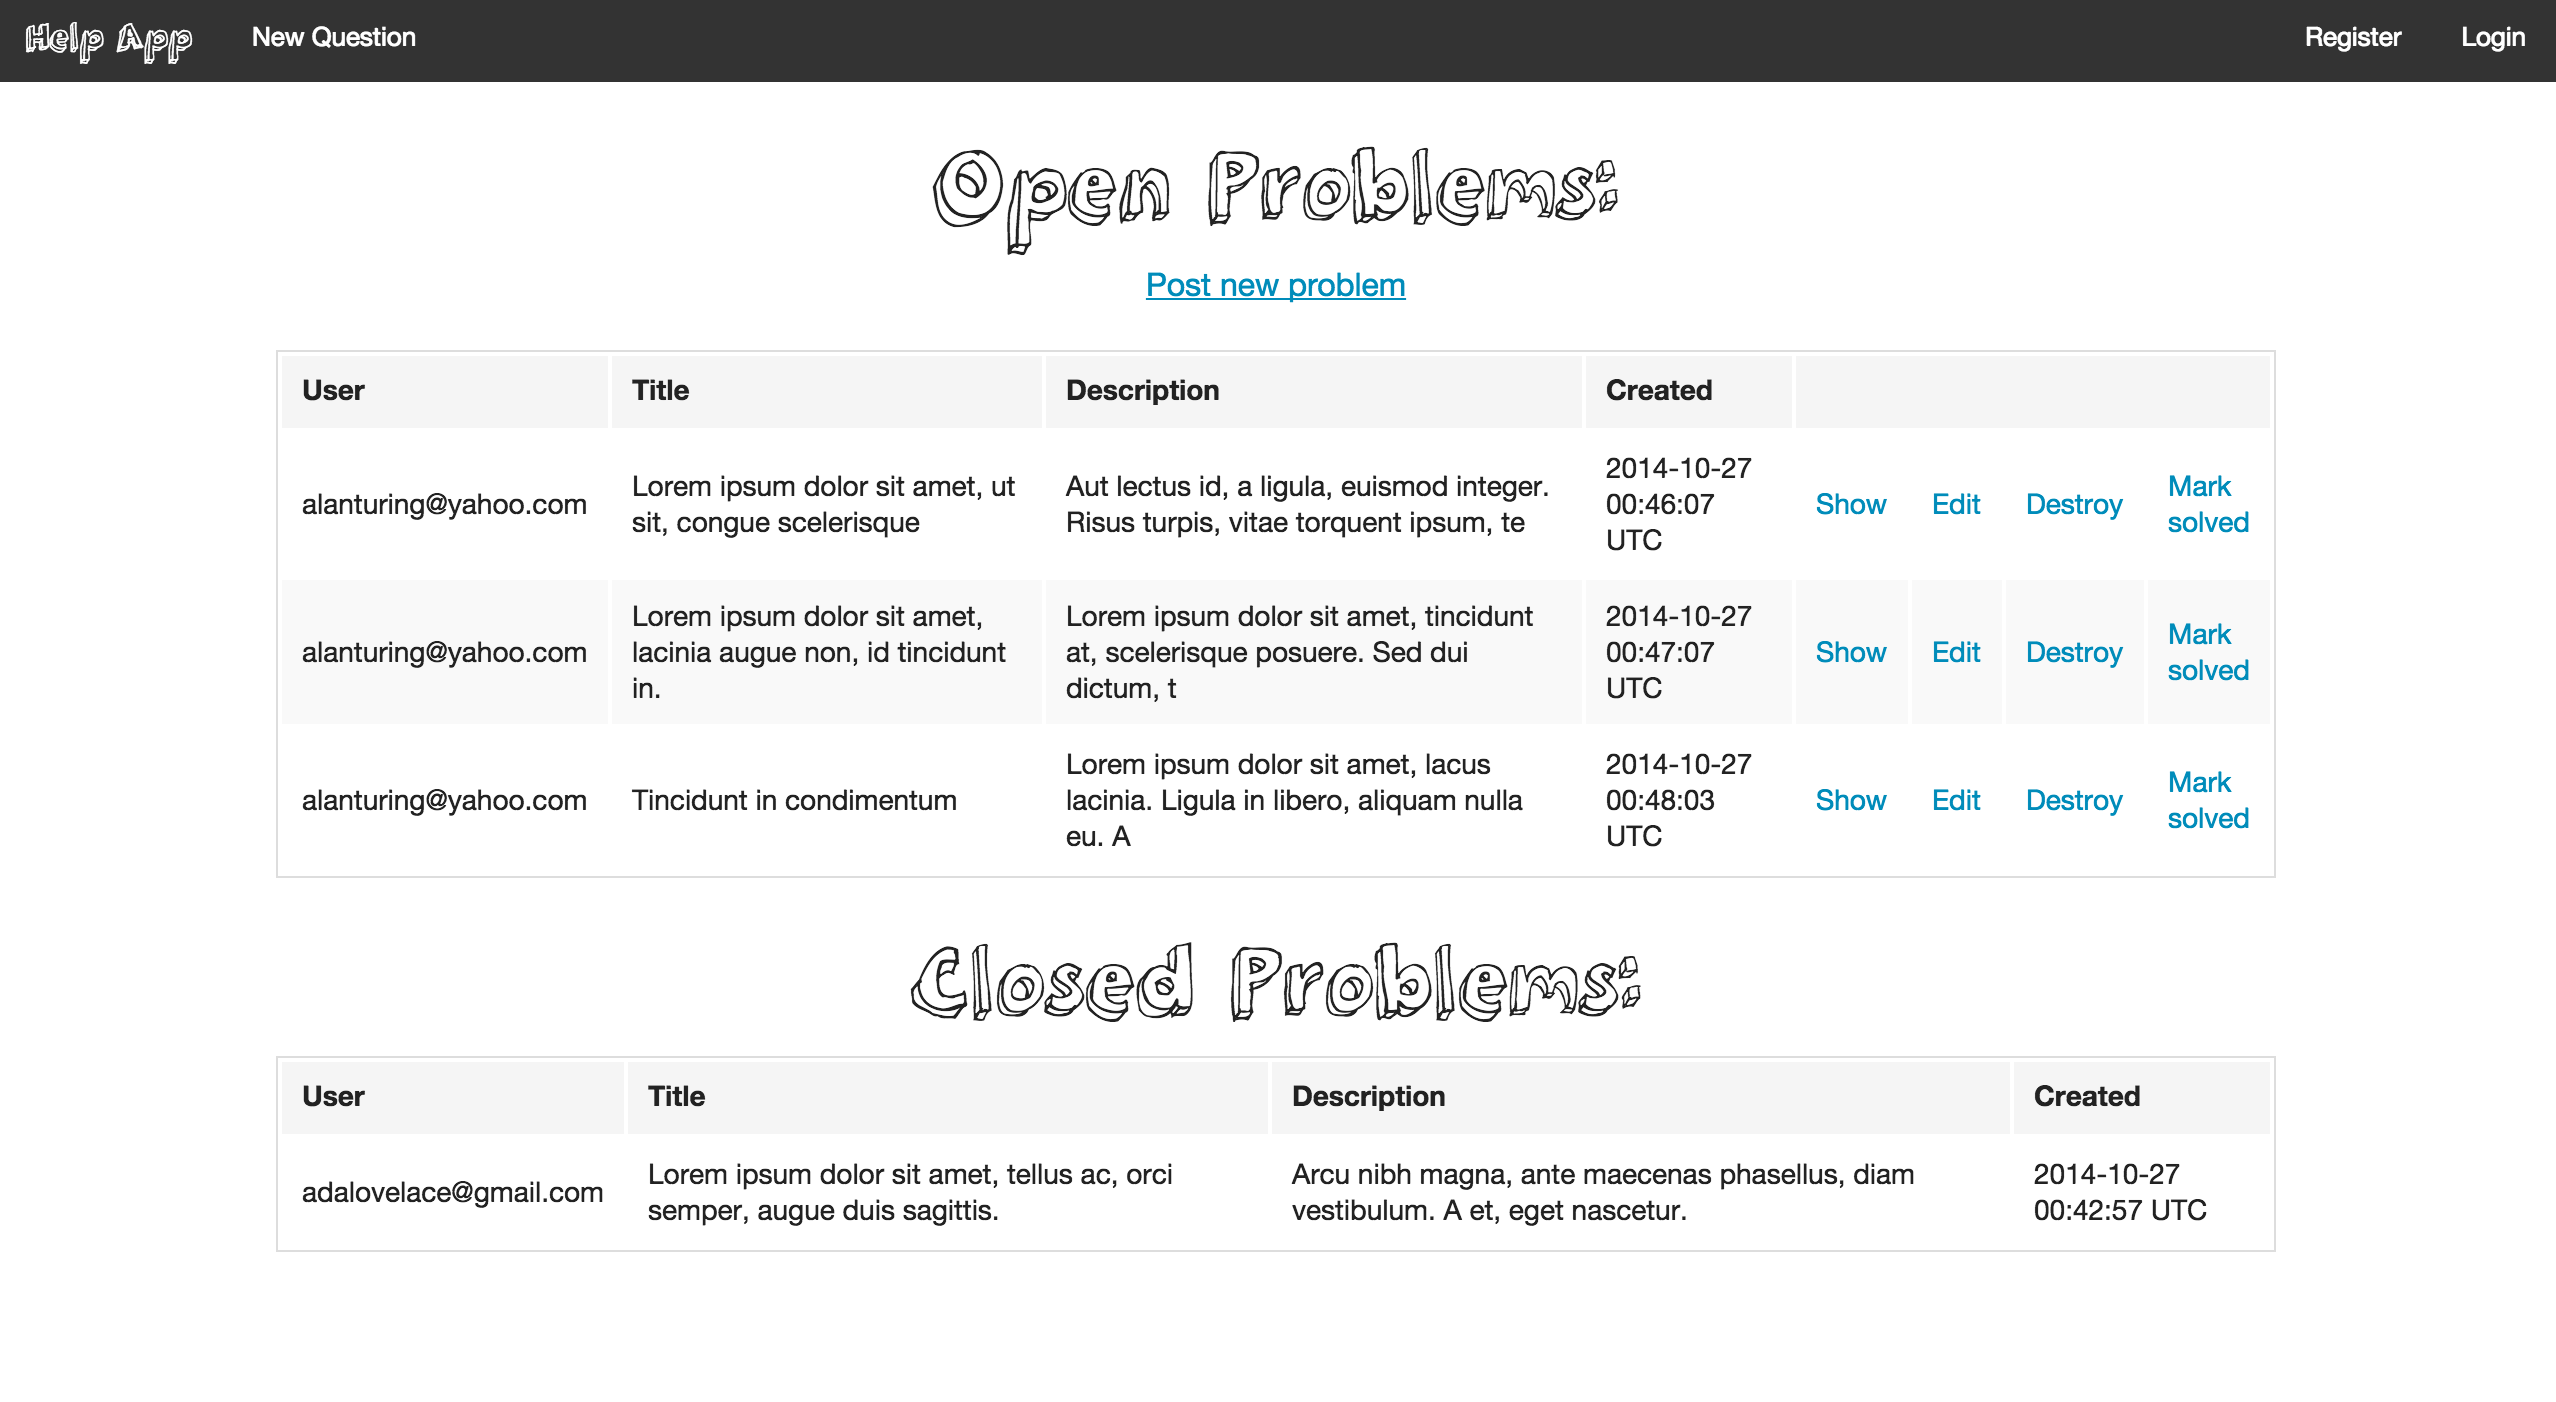 Help App New Question Register Login
Open Problems:
Post new problem
User Title Description Created
alanturing@yahoo.com
Lorem ipsum dolor sit amet, ut
sit, congue scelerisque
Aut lectus id, a ligula, euismod integer.
Risus turpis, vitae torquent ipsum, te
2014-10-27
00:46:07
UTC
Show Edit Destroy
Mark
solved
alanturing@yahoo.com
Lorem ipsum dolor sit amet,
lacinia augue non, id tincidunt
in.
Lorem ipsum dolor sit amet, tincidunt
at, scelerisque posuere. Sed dui
dictum, t
2014-10-27
00:47:07
UTC
Show Edit Destroy
Mark
solved
alanturing@yahoo.com
Tincidunt in condimentum
Lorem ipsum dolor sit amet, lacus
lacinia. Ligula in libero, aliquam nulla
eu. A
2014-10-27
00:48:03
UTC
Show Edit Destroy
Mark
solved
Closed Problems:
User Title Description Created
adalovelace@gmail.com
Lorem ipsum dolor sit amet, tellus ac, orci
semper, augue duis sagittis.
Arcu nibh magna, ante maecenas phasellus, diam
vestibulum. A et, eget nascetur.
2014-10-27
00:42:57 UTC